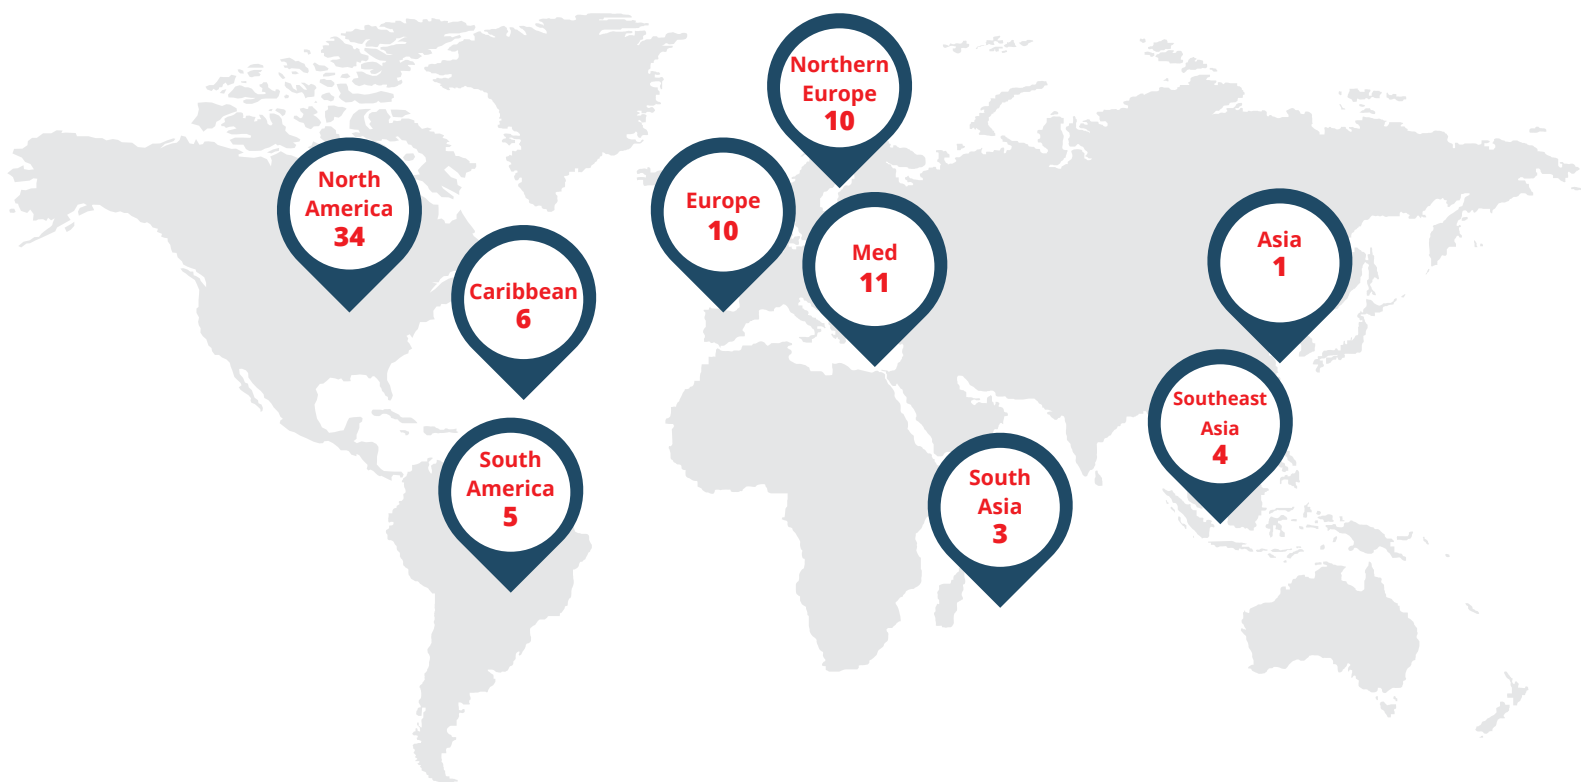 Northern
Europe
10
North
America
34
Europe
10
Med
11
Asia
1
Caribbean
6
Southeast
Asia
4
South
America
5
South
Asia
3